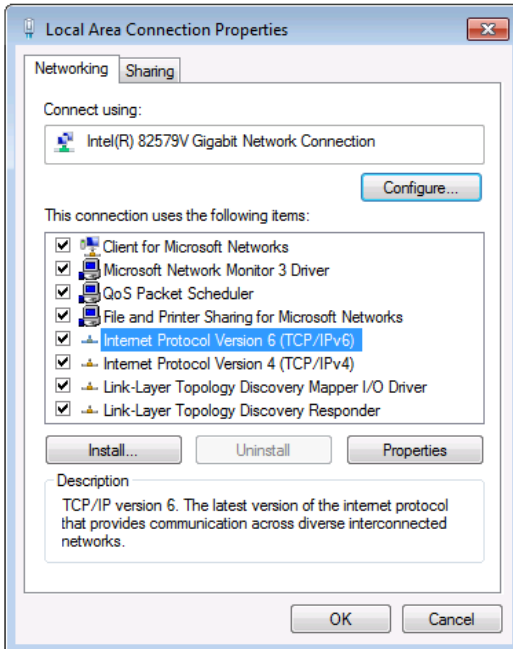 Local Area Connection Properties
Networking
Sharing
Connect using:
Intel(R) 82579V Gigabit Network Connection
Configure...
This connection uses the following items:
Client for Microsoft Networks
Microsoft Network Monitor 3 Driver
QoS Packet Scheduler
File and Printer Sharing for Microsoft Networks
Internet Protocol Version 6 (TCP/IPv6)
Internet Protocol Version 4 (TCP/IPv4)
Link-Layer Topology Discovery Mapper I/O Driver
Link-Layer Topology Discovery Responder
Install... Uninstall Properties
Description
TCP/IP version 6. The latest version of the internet protocol
that provides communication across diverse interconnected
networks.
OK Cancel